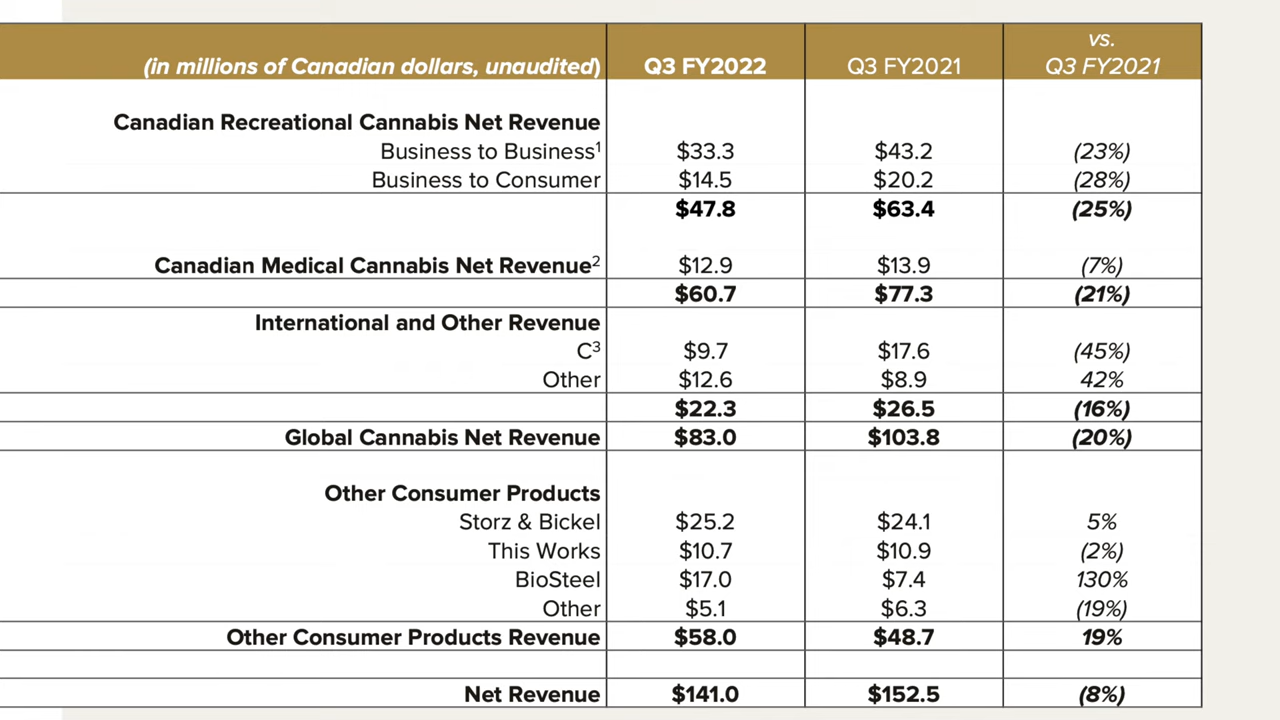 vs.
(in millions of Canadian dollars, unaudited) Q3 FY2022 Q3 FY2021 Q3 FY2021
Canadian Recreational Cannabis Net Revenue
Business to Business¹ $33.3 $43.2 (23%)
Business to Consumer $14.5 $20.2 (28%)
$47.8 $63.4 (25%)
Canadian Medical Cannabis Net Revenue² $12.9 $13.9 (7%)
$60.7 $77.3 (21%)
International and Other Revenue
C³ $9.7 $17.6 (45%)
Other $12.6 $8.9 42%
$22.3 $26.5 (16%)
Global Cannabis Net Revenue $83.0 $103.8 (20%)
Other Consumer Products
Storz & Bickel $25.2 $24.1 5%
This Works $10.7 $10.9 (2%)
BioSteel $17.0 $7.4 130%
Other $5.1 $6.3 (19%)
Other Consumer Products Revenue $58.0 $48.7 19%
Net Revenue $141.0 $152.5 (8%)